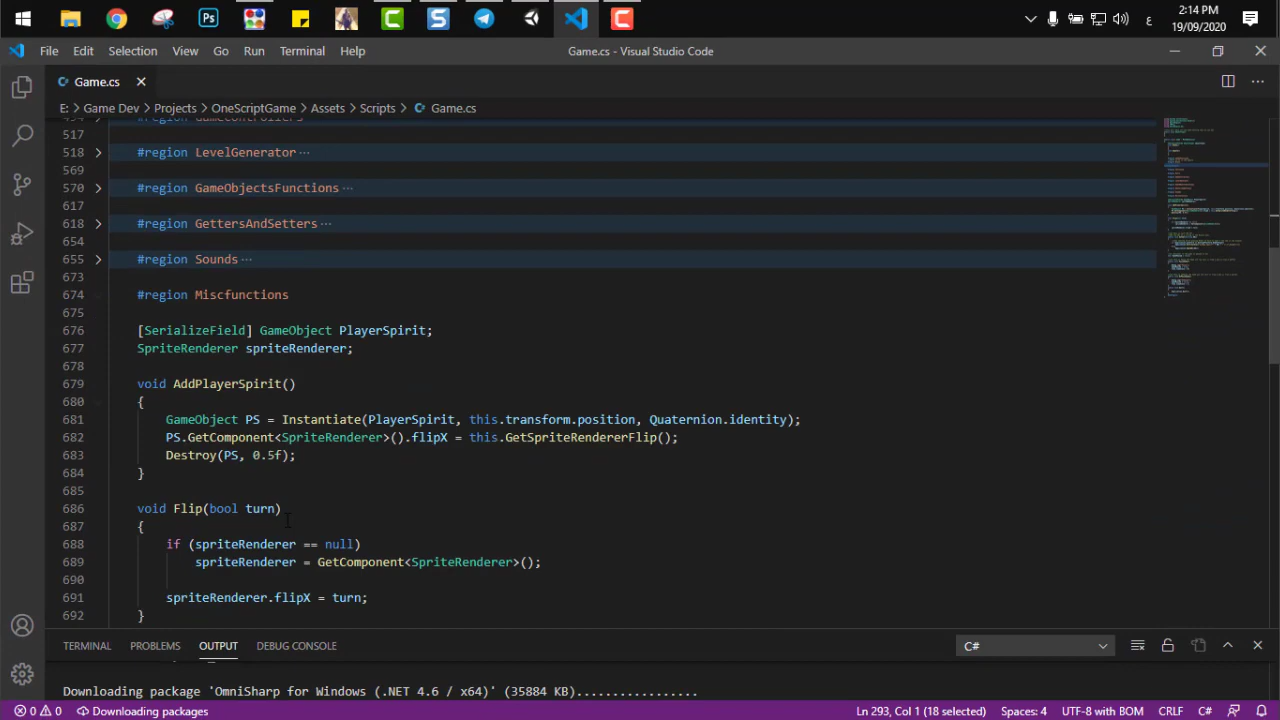 Ps
C
S
C
ع
2:14 PM
19/09/2020
File Edit Selection View Go Run Terminal Help
Game.cs - Visual Studio Code
Game.cs
E: > Game Dev > Projects > OneScriptGame > Assets > Scripts > Game.cs
494 #region GameControllers
517
518 #region LevelGenerator ···
569
570 #region GameObjectsFunctions ···
617
618 #region GettersAndSetters ···
654
655 #region Sounds ···
673
674 #region Miscfunctions
675
676 [SerializeField] GameObject PlayerSpirit;
677 SpriteRenderer spriteRenderer;
678
679 void AddPlayerSpirit()
680 {
681 GameObject PS = Instantiate(PlayerSpirit, this.transform.position, Quaternion.identity);
682 PS.GetComponent<SpriteRenderer>().flipX = this.GetSpriteRendererFlip();
683 Destroy(PS, 0.5f);
684 }
685
686 void Flip(bool turn)
687 {
688 if (spriteRenderer == null)
689 spriteRenderer = GetComponent<SpriteRenderer>();
690
691 spriteRenderer.flipX = turn;
692 }
TERMINAL PROBLEMS OUTPUT DEBUG CONSOLE C#
Downloading package 'OmniSharp for Windows (.NET 4.6 / x64)' (35884 KB).................
0 0 Downloading packages Ln 293, Col 1 (18 selected) Spaces: 4 UTF-8 with BOM CRLF C#